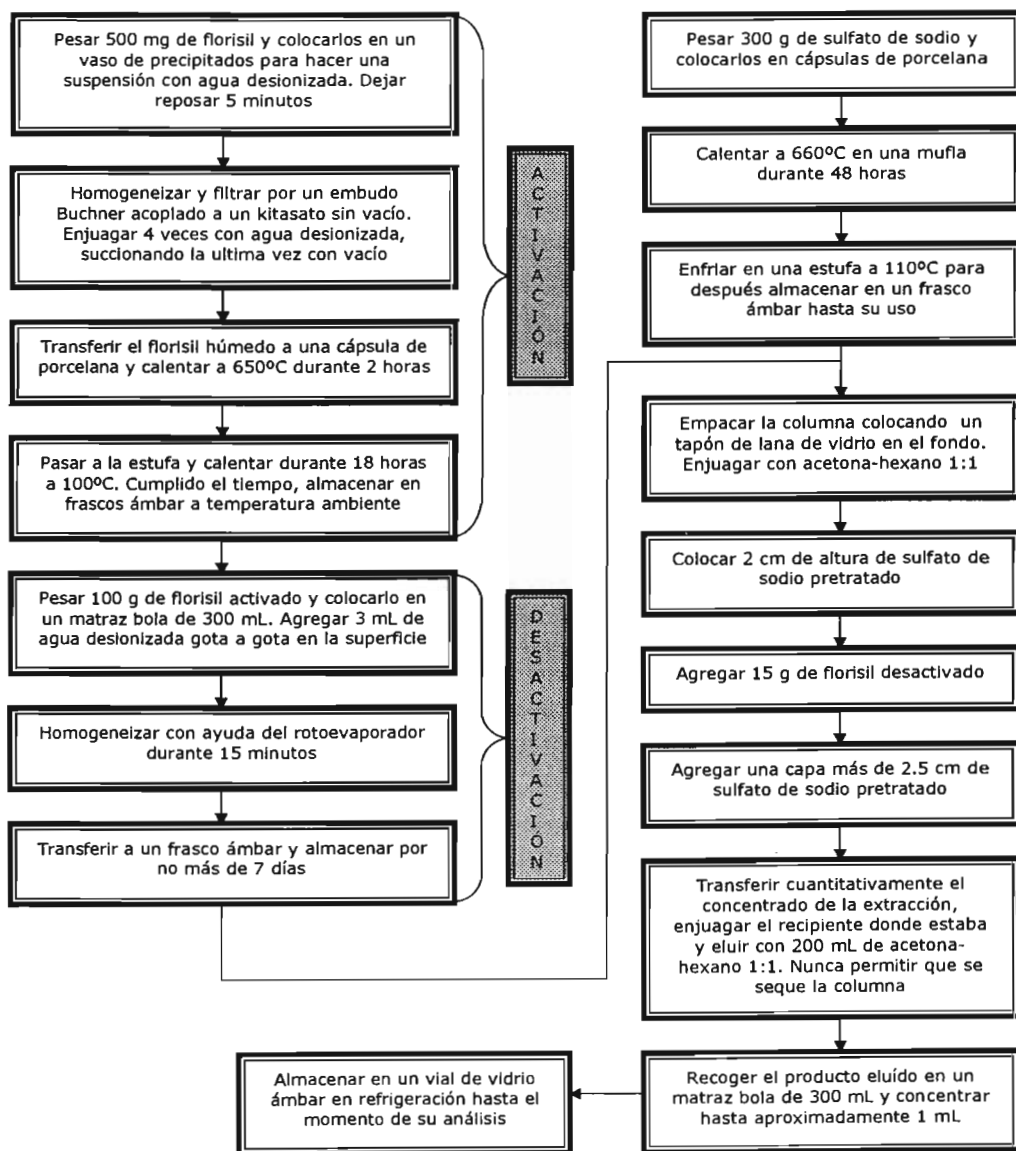 Pesar 500 mg de florisil y colocarlos en un
vaso de precipitados para hacer una
suspensión con agua desionizada. Dejar
reposar 5 minutos
Homogeneizar y filtrar por un embudo
Buchner acoplado a un kitasato sin vacío.
Enjuagar 4 veces con agua desionizada,
succionando la ultima vez con vacío
Transferir el florisil húmedo a una cápsula de
porcelana y calentar a 650ºC durante 2 horas
Pasar a la estufa y calentar durante 18 horas
a 100ºC. Cumplido el tiempo, almacenar en
frascos ámbar a temperatura ambiente
ACTIVACIÓN
Pesar 100 g de florisil activado y colocarlo en
un matraz bola de 300 mL. Agregar 3 mL de
agua desionizada gota a gota en la superficie
Homogeneizar con ayuda del rotoevaporador
durante 15 minutos
Transferir a un frasco ámbar y almacenar por
no más de 7 días
DESACTIVACIÓN
Pesar 300 g de sulfato de sodio y
colocarlos en cápsulas de porcelana
Calentar a 660ºC en una mufla
durante 48 horas
Enfriar en una estufa a 110ºC para
después almacenar en un frasco
ámbar hasta su uso
Empacar la columna colocando un
tapón de lana de vidrio en el fondo.
Enjuagar con acetona-hexano 1:1
Colocar 2 cm de altura de sulfato de
sodio pretratado
Agregar 15 g de florisil desactivado
Agregar una capa más de 2.5 cm de
sulfato de sodio pretratado
Transferir cuantitativamente el
concentrado de la extracción,
enjuagar el recipiente donde estaba
y eluir con 200 mL de acetona-
hexano 1:1. Nunca permitir que se
seque la columna
Recoger el producto eluído en un
matraz bola de 300 mL y concentrar
hasta aproximadamente 1 mL
Almacenar en un vial de vidrio
ámbar en refrigeración hasta el
momento de su análisis